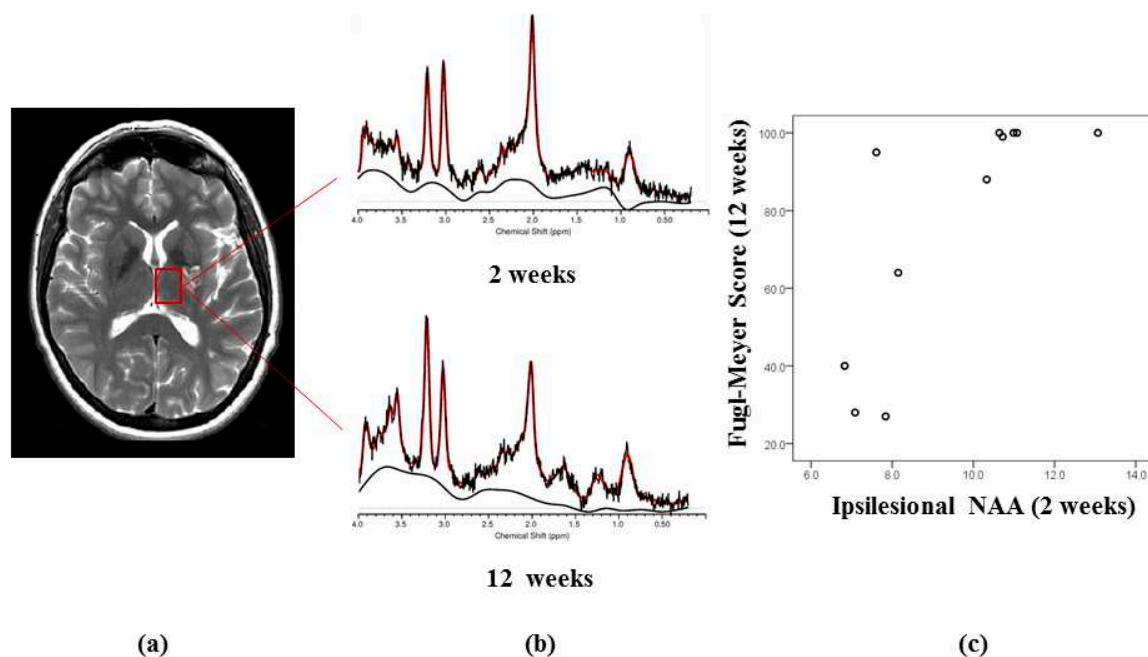 4.0 3.5 3.0 2.5 2.0 1.5 1.0 0.50
Chemical Shift (ppm)
2 weeks
4.0 3.5 3.0 2.5 2.0 1.5 1.0 0.50
Chemical Shift (ppm)
12 weeks
Fugl-Meyer Score (12 weeks)
100.0
80.0
60.0
40.0
20.0
6.0 8.0 10.0 12.0 14.0
Ipsilesional NAA (2 weeks)
(a) (b) (c)